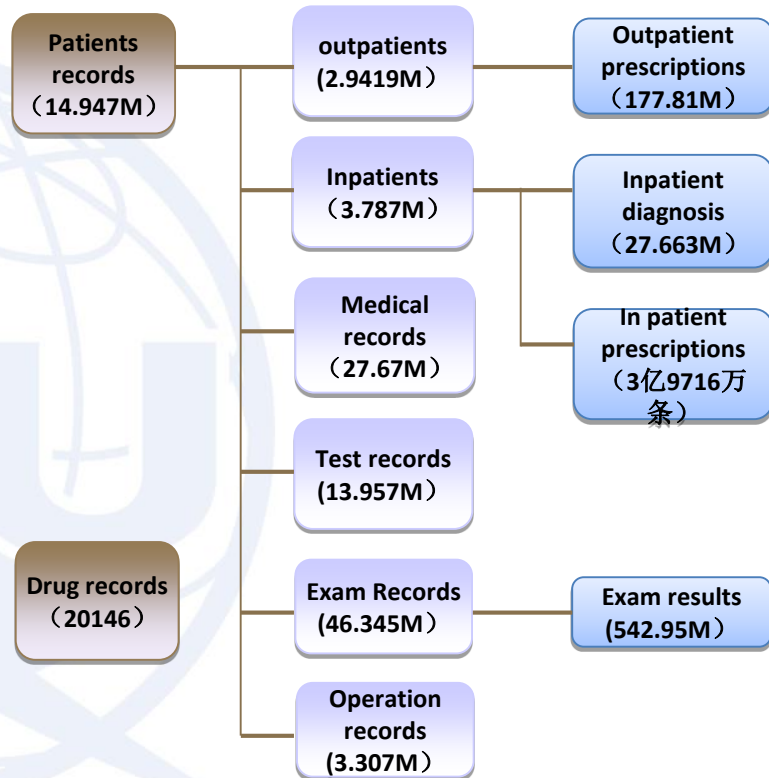 Patients
records
（14.947M）
outpatients
(2.9419M）
Outpatient
prescriptions
（177.81M）
Inpatients
（3.787M）
Inpatient
diagnosis
（27.663M）
Medical
records
（27.67M）
In patient
prescriptions
（3亿9716万
条）
Test records
(13.957M）
Drug records
（20146）
Exam Records
(46.345M）
Exam results
(542.95M）
Operation
records
(3.307M）
U